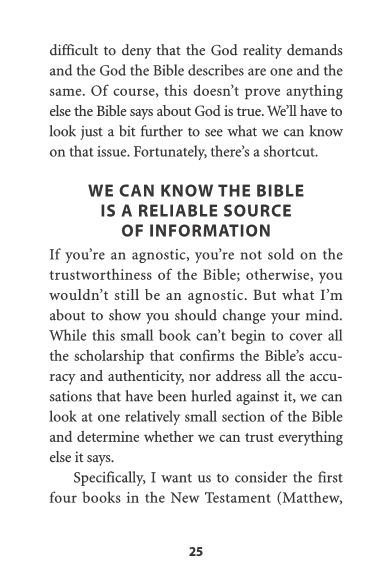 difficult to deny that the God reality demands
and the God the Bible describes are one and the
same. Of course, this doesn't prove anything
else the Bible says about God is true. We'll have to
look just a bit further to see what we can know
on that issue. Fortunately, there's a shortcut.
WE CAN KNOW THE BIBLE
IS A RELIABLE SOURCE
OF INFORMATION
If you're an agnostic, you're not sold on the
trustworthiness of the Bible; otherwise, you
wouldn't still be an agnostic. But what I'm
about to show you should change your mind.
While this small book can't begin to cover all
the scholarship that confirms the Bible's accu-
racy and authenticity, nor address all the accu-
sations that have been hurled against it, we can
look at one relatively small section of the Bible
and determine whether we can trust everything
else it says.
Specifically, I want us to consider the first
four books in the New Testament (Matthew,
25